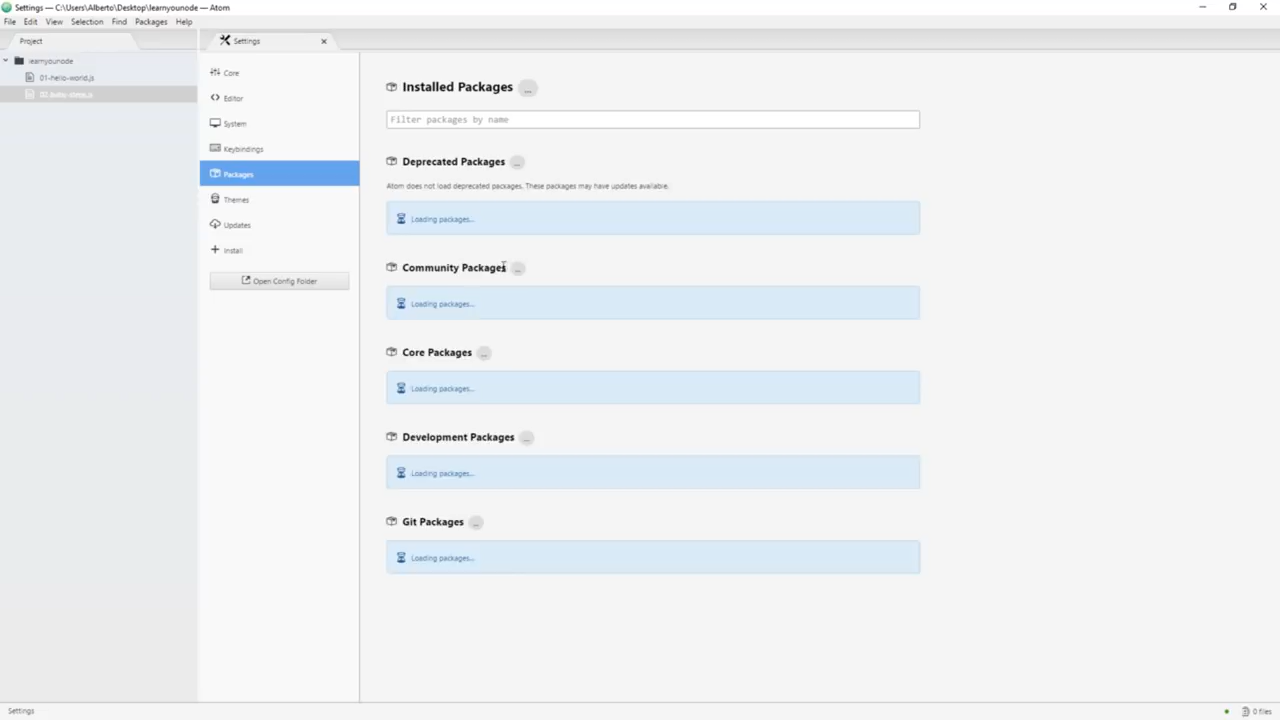 Settings — C:\Users\Alberto\Desktop\learnyounode — Atom
File Edit View Selection Find Packages Help
Project
Settings
learnyounode
01-hello-world.js
Core
Editor
System
Keybindings
Packages
Themes
Updates
Install
Open Config Folder
Installed Packages ...
Filter packages by name
Deprecated Packages ...
Atom does not load deprecated packages. These packages may have updates available.
Loading packages...
Community Packages ...
Loading packages...
Core Packages ...
Loading packages...
Development Packages ...
Loading packages...
Git Packages ...
Loading packages...
Settings
0 files